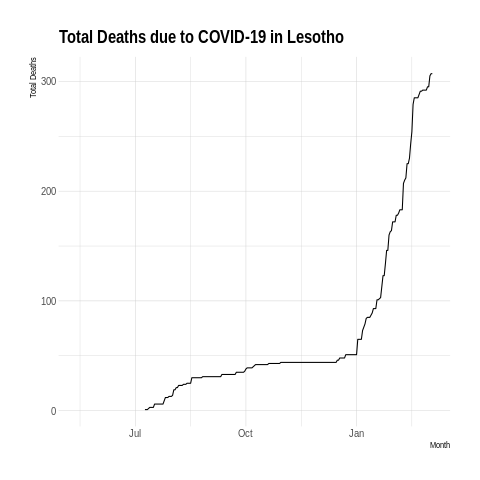 Total Deaths due to COVID-19 in Lesotho
Total Deaths
300
200
100
0
Jul Oct Jan
Month